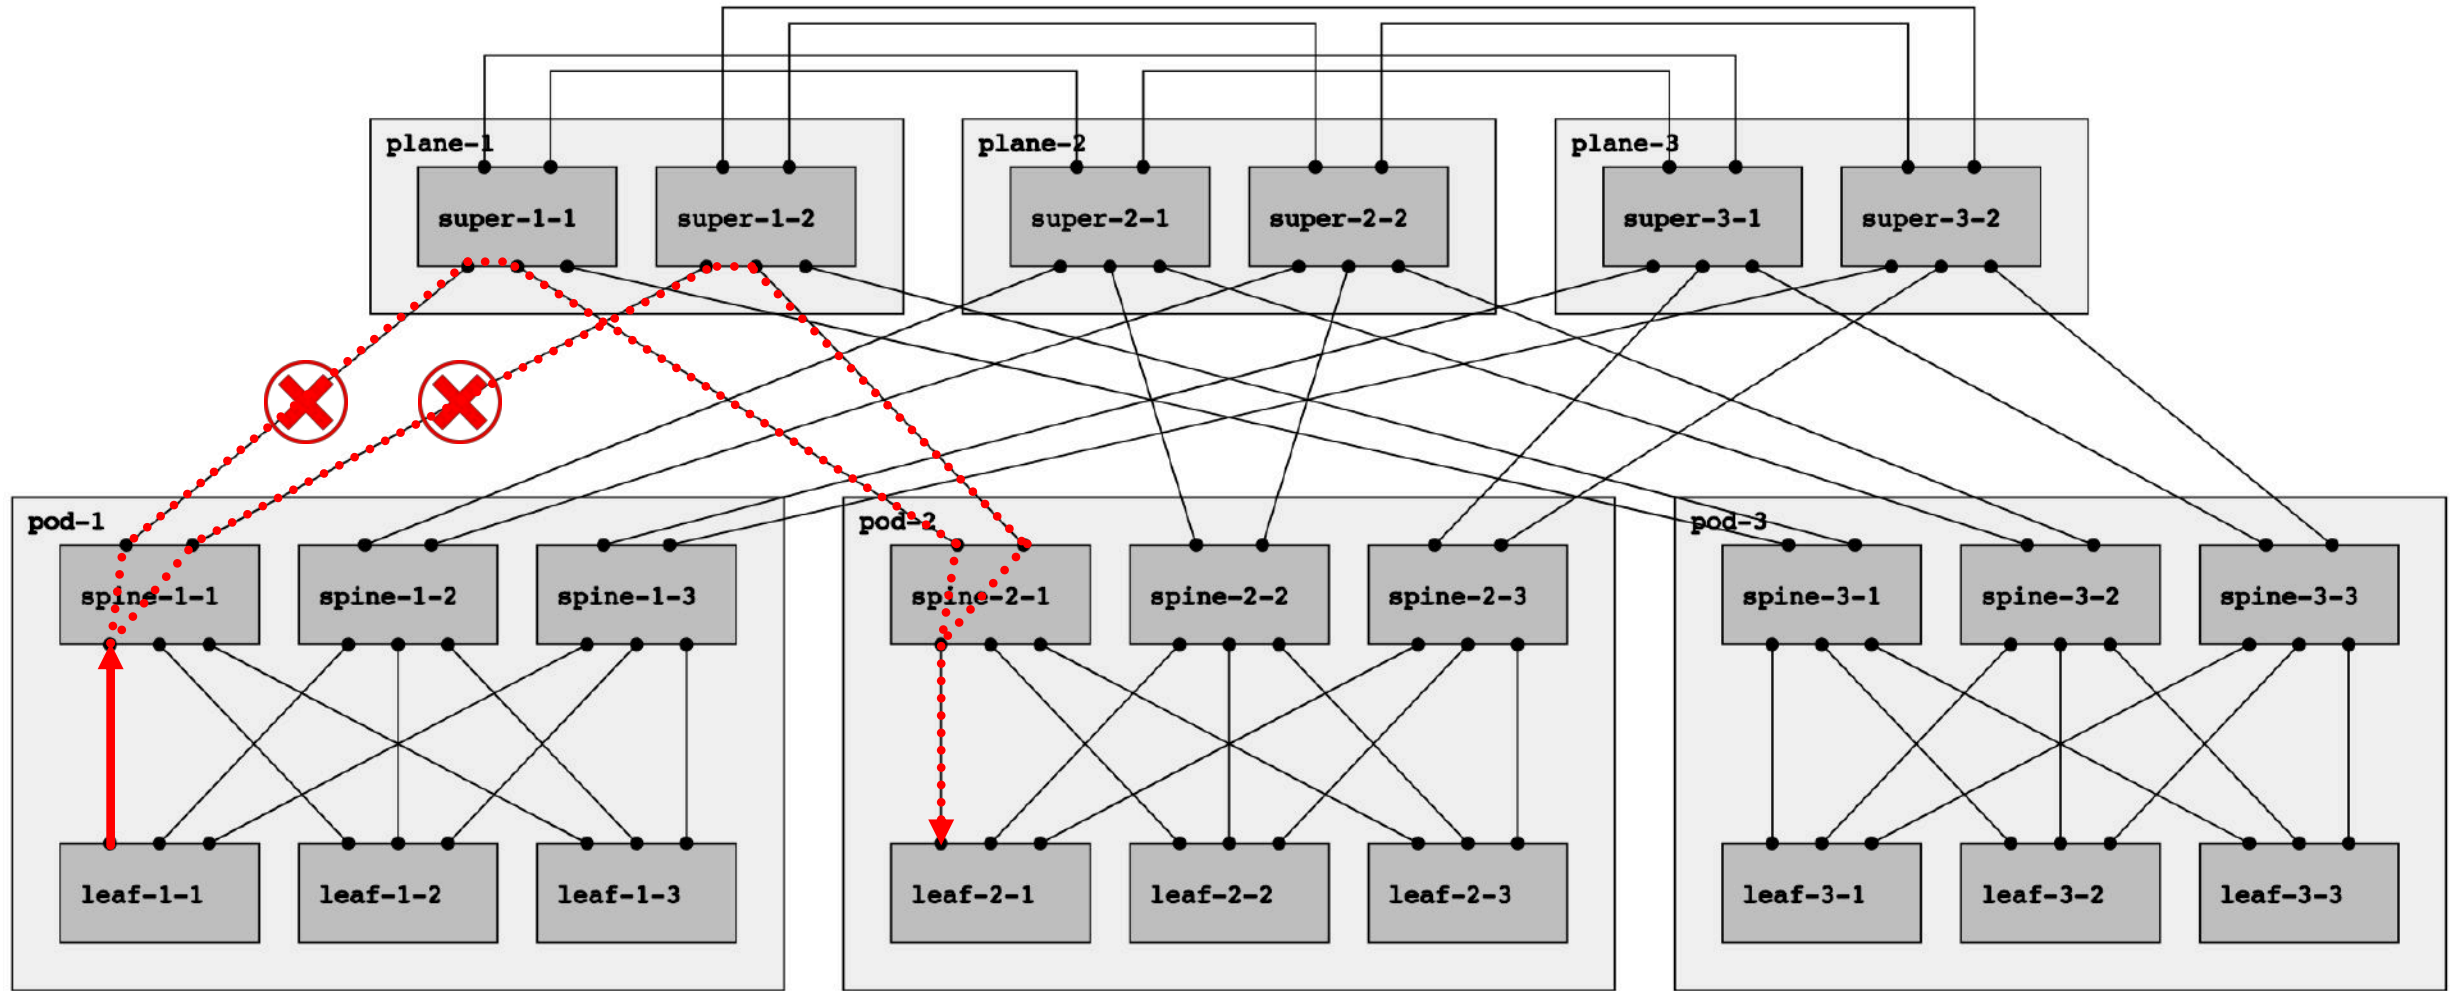 plane-1
plane-2
plane-3
super-1-1
super-1-2
super-2-1
super-2-2
super-3-1
super-3-2
pod-1
pod-2
pod-3
spine-1-1
spine-1-2
spine-1-3
spine-2-1
spine-2-2
spine-2-3
spine-3-1
spine-3-2
spine-3-3
leaf-1-1
leaf-1-2
leaf-1-3
leaf-2-1
leaf-2-2
leaf-2-3
leaf-3-1
leaf-3-2
leaf-3-3